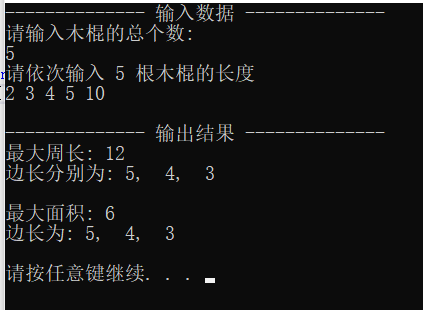 -------------- 输入数据 --------------
请输入木棍的总个数:
5
请依次输入 5 根木棍的长度
2 3 4 5 10
-------------- 输出结果 --------------
最大周长: 12
边长分别为: 5,  4,  3
最大面积: 6
边长为: 5,  4,  3
请按任意键继续. . .